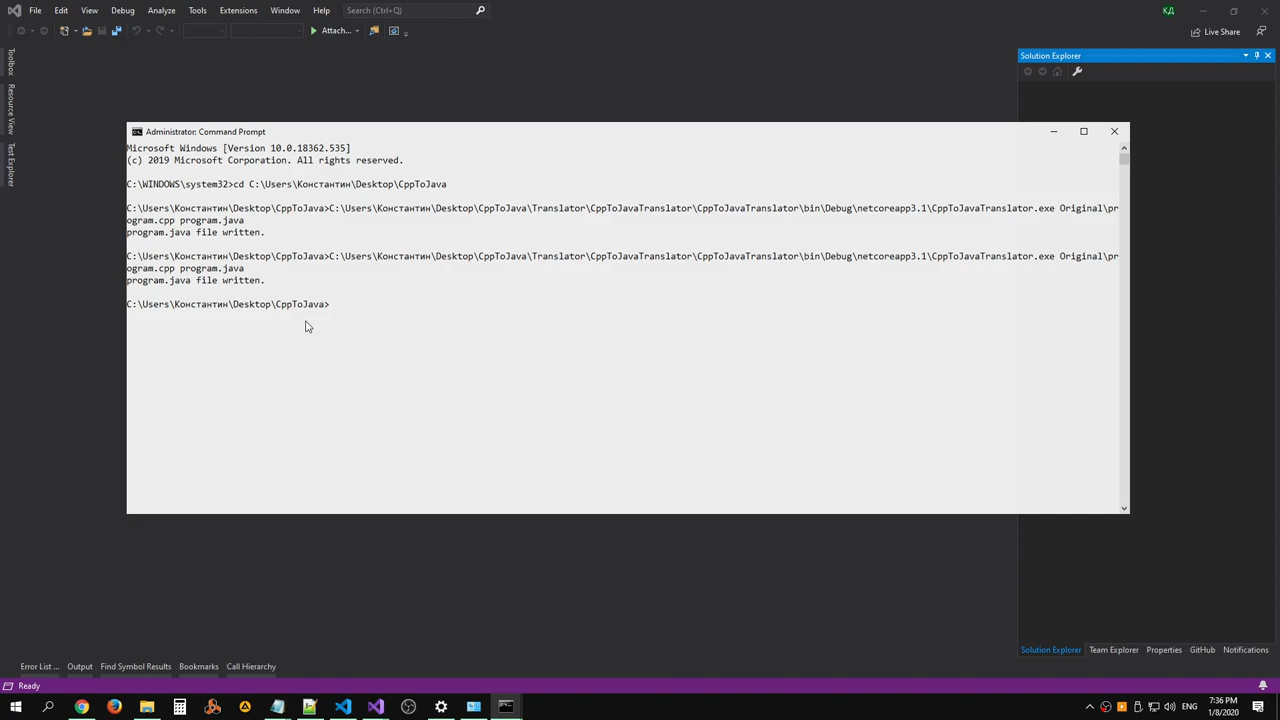 File Edit View Debug Analyze Tools Extensions Window Help Search (Ctrl+Q) КД
Attach... Live Share
Toolbox
Resource View
Test Explorer
Solution Explorer
Administrator: Command Prompt
Microsoft Windows [Version 10.0.18362.535]
(c) 2019 Microsoft Corporation. All rights reserved.
C:\WINDOWS\system32>cd C:\Users\Константин\Desktop\CppToJava
C:\Users\Константин\Desktop\CppToJava>C:\Users\Константин\Desktop\CppToJava\Translator\CppToJavaTranslator\CppToJavaTranslator\bin\Debug\netcoreapp3.1\CppToJavaTranslator.exe Original\pr
ogram.cpp program.java
program.java file written.
C:\Users\Константин\Desktop\CppToJava>C:\Users\Константин\Desktop\CppToJava\Translator\CppToJavaTranslator\CppToJavaTranslator\bin\Debug\netcoreapp3.1\CppToJavaTranslator.exe Original\pr
ogram.cpp program.java
program.java file written.
C:\Users\Константин\Desktop\CppToJava>
Solution Explorer Team Explorer Properties GitHub Notifications
Error List ... Output Find Symbol Results Bookmarks Call Hierarchy
Ready
ENG
7:36 PM
1/8/2020